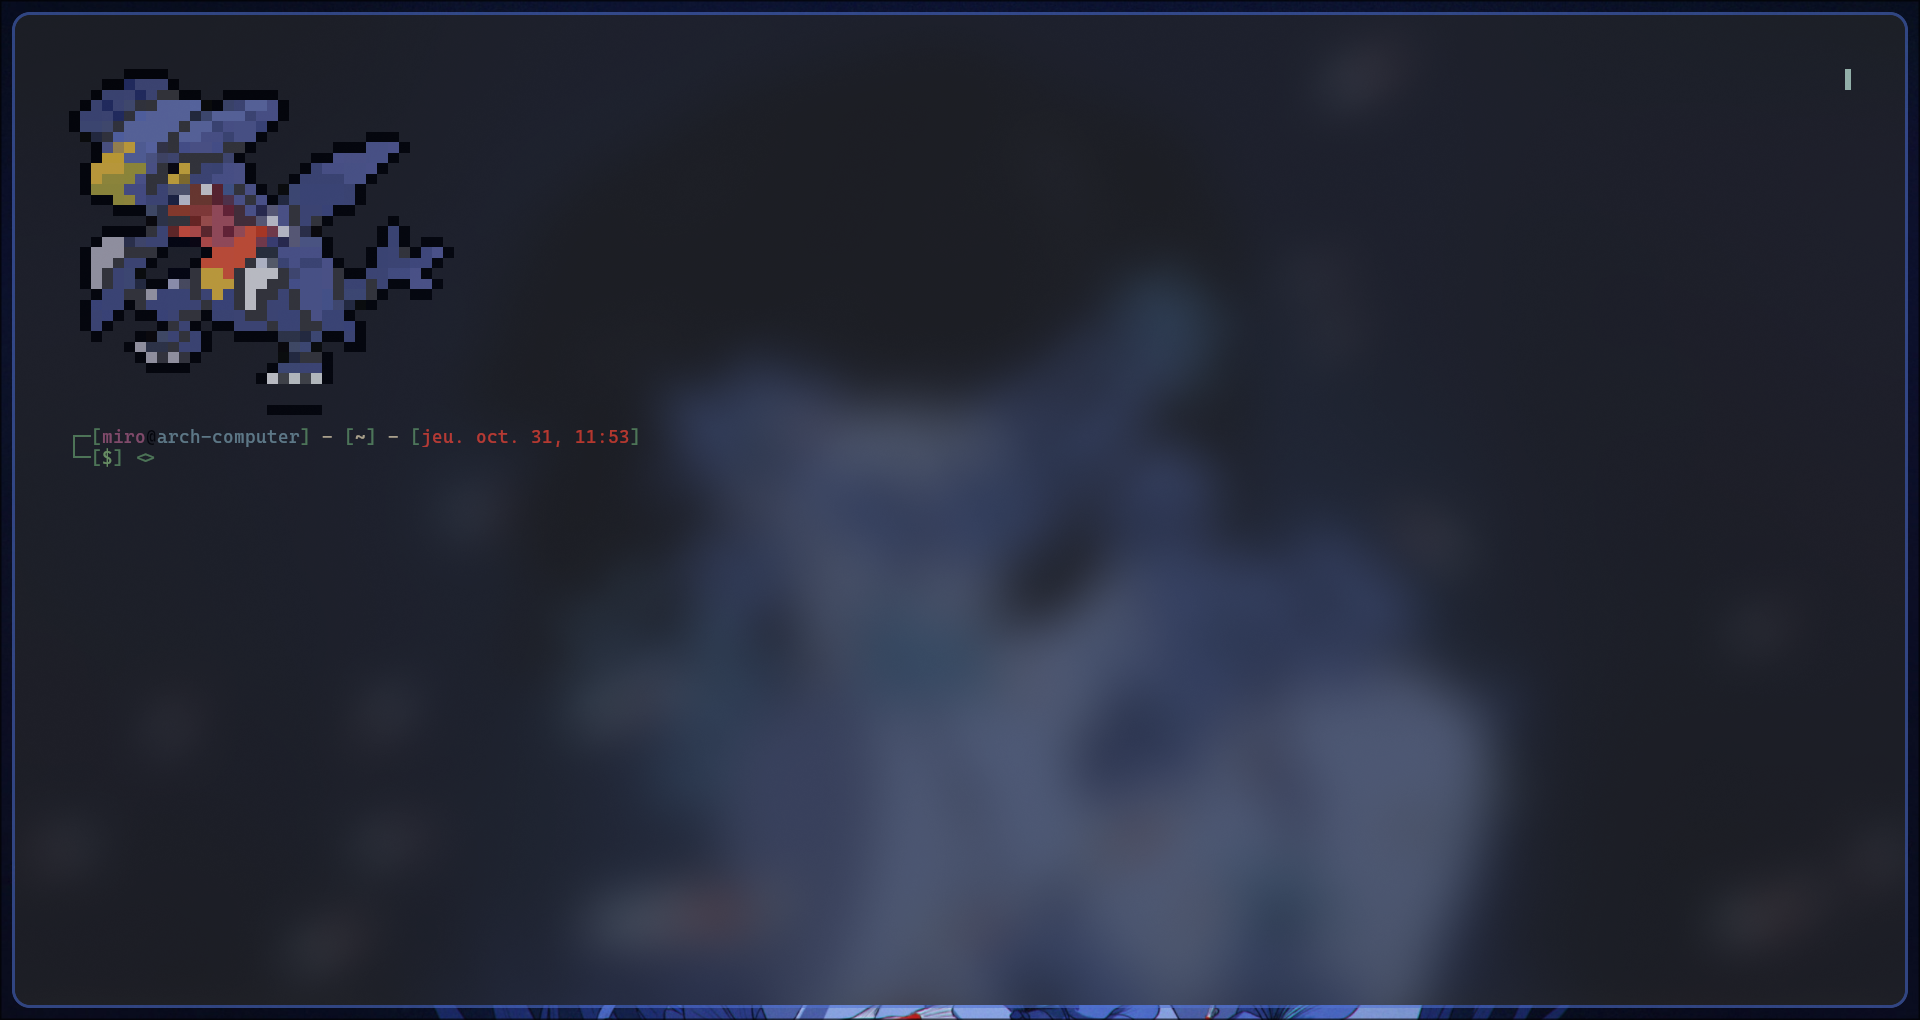 ┌─[miro@arch-computer] - [~] - [jeu. oct. 31, 11:53]
└─[$] <>